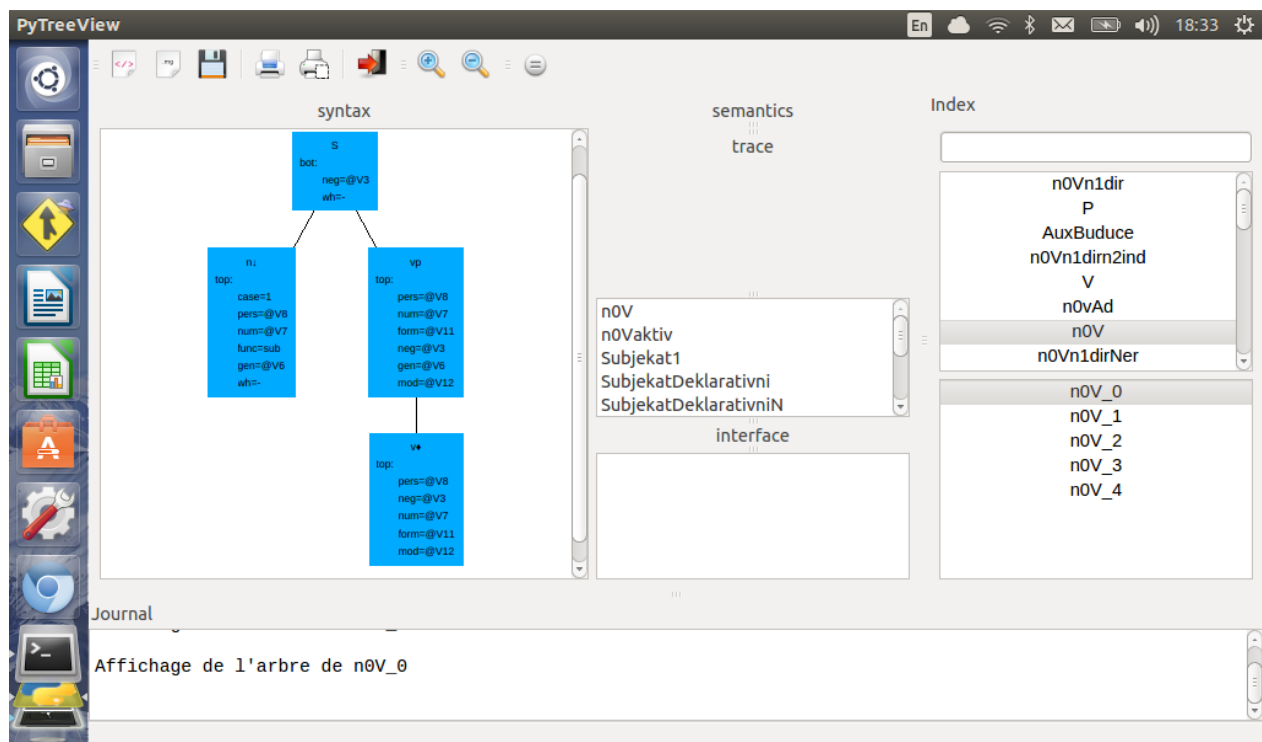 PyTreeView
En
18:33
</>
.mg
syntax
S
bot:
neg=@V3
wh=-
n↓
top:
case=1
pers=@V8
num=@V7
func=sub
gen=@V6
wh=-
vp
top:
pers=@V8
num=@V7
form=@V11
neg=@V3
gen=@V6
mod=@V12
v♦
top:
pers=@V8
neg=@V3
num=@V7
form=@V11
mod=@V12
semantics
trace
n0V
n0Vaktiv
Subjekat1
SubjekatDeklarativni
SubjekatDeklarativniN
interface
Index
n0Vn1dir
P
AuxBuduce
n0Vn1dirn2ind
V
n0vAd
n0V
n0Vn1dirNer
n0V_0
n0V_1
n0V_2
n0V_3
n0V_4
Journal
Affichage de l'arbre de n0V_0